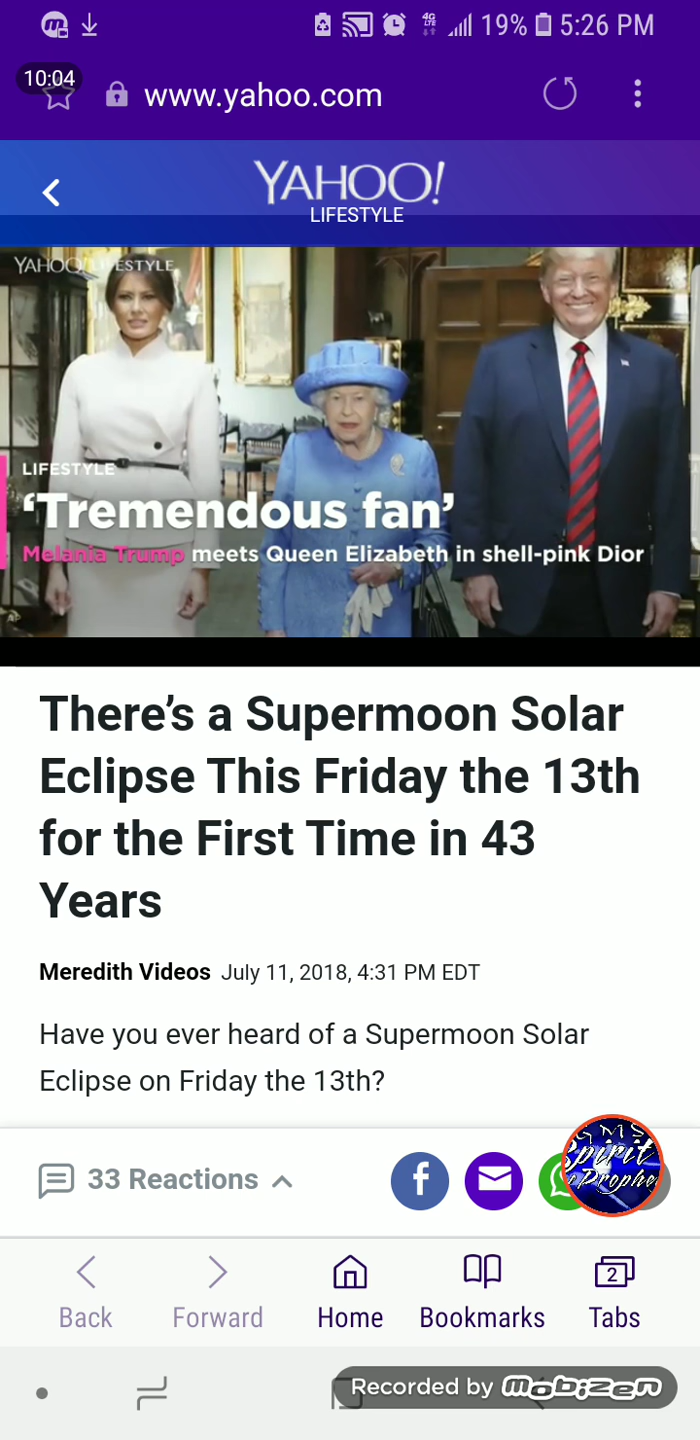 4G LTE 19% 5:26 PM
10:04
www.yahoo.com
YAHOO!
LIFESTYLE
LIFESTYLE
‘Tremendous fan’
Melania Trump meets Queen Elizabeth in shell-pink Dior
There’s a Supermoon Solar
Eclipse This Friday the 13th
for the First Time in 43
Years
Meredith Videos July 11, 2018, 4:31 PM EDT
Have you ever heard of a Supermoon Solar
Eclipse on Friday the 13th?
33 Reactions
f
Spirit
2
Back Forward Home Bookmarks Tabs
Recorded by mobizen